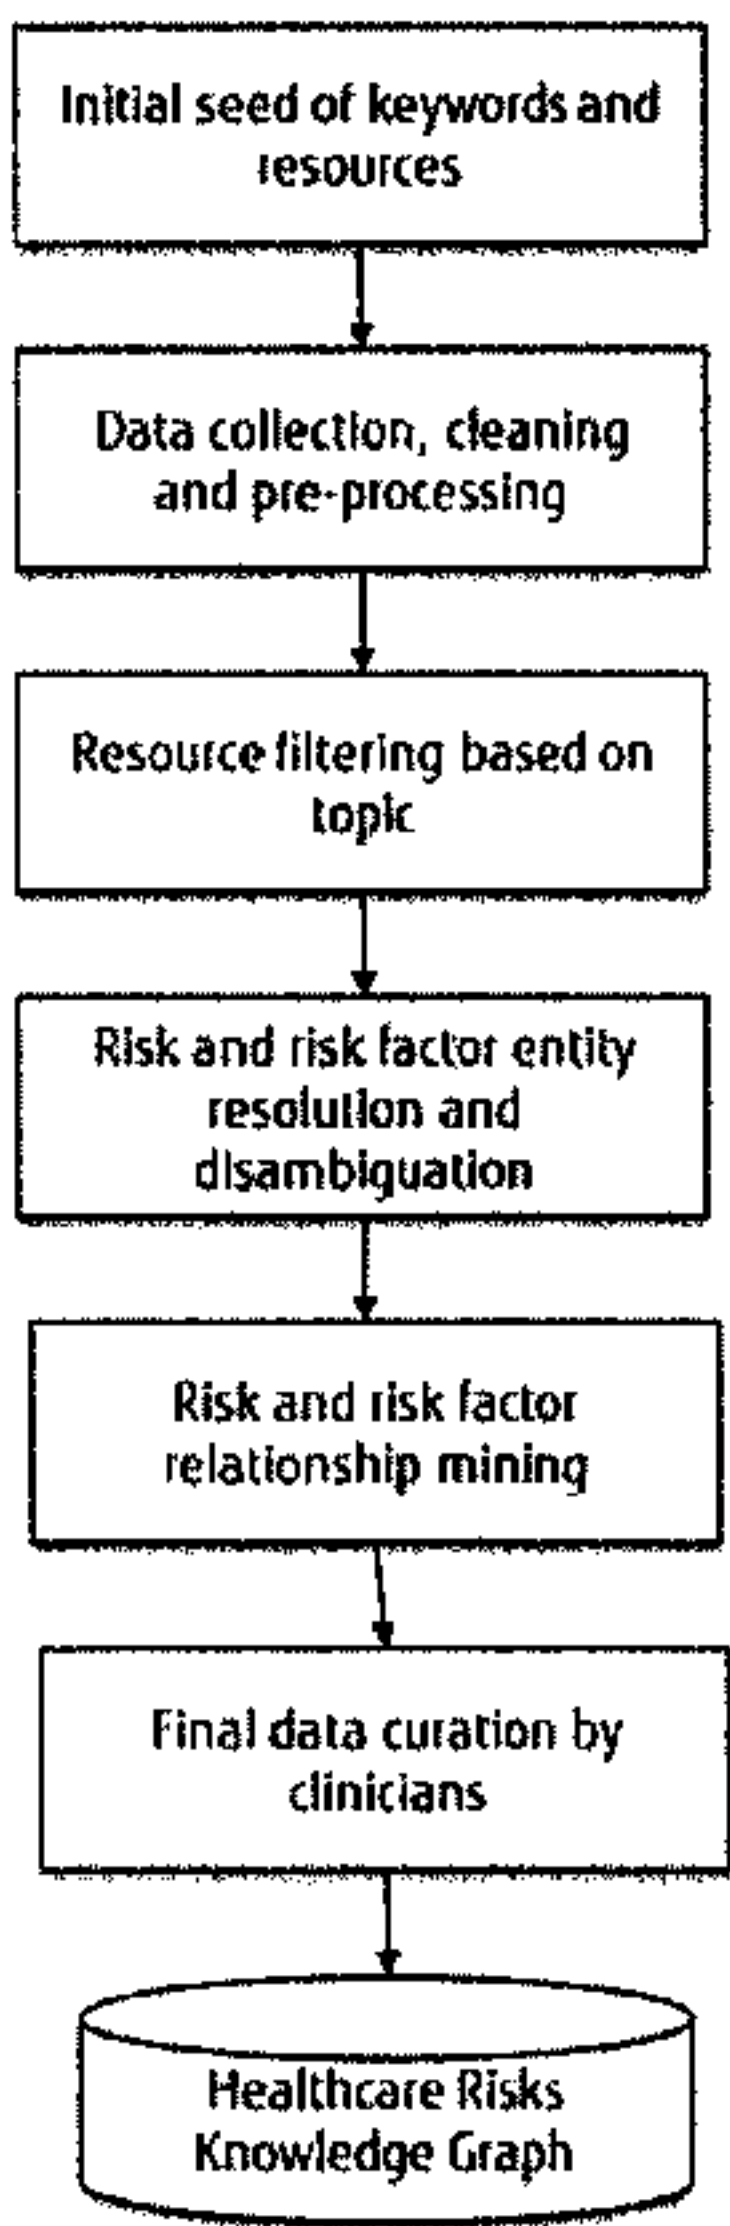 Initial seed of keywords and
resources
Data collection, cleaning
and pre-processing
Resource filtering based on
topic
Risk and risk factor entity
resolution and
disambiguation
Risk and risk factor
relationship mining
Final data curation by
clinicians
Healthcare Risks
Knowledge Graph